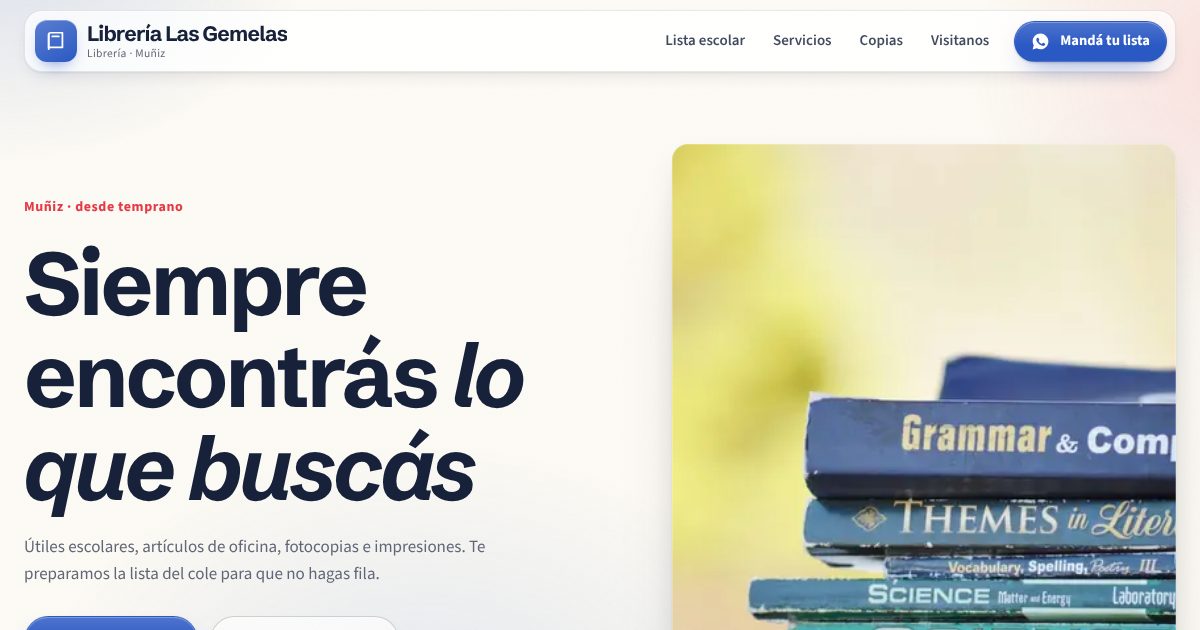 Librería Las Gemelas
Librería · Muñiz
Lista escolar
Servicios
Copias
Visitanos
Mandá tu lista
Muñiz · desde temprano
Siempre
encontrás lo
que buscás
Útiles escolares, artículos de oficina, fotocopias e impresiones. Te
preparamos la lista del cole para que no hagas fila.
Grammar & Comp
THEMES in Liter
Vocabulary, Spelling, Poetry III
SCIENCE Matter and Energy Laboratory